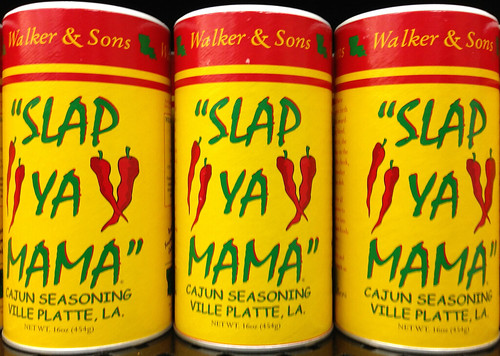 Walker & Sons
"SLAP
YA
MAMA"
CAJUN SEASONING
VILLE PLATTE, LA.
NET WT. 16oz (454g)
Walker & Sons
"SLAP
YA
MAMA"
CAJUN SEASONING
VILLE PLATTE, LA.
NET WT. 16oz (454g)
Walker & Sons
"SLAP
YA
MAMA"
CAJUN SEASONING
VILLE PLATTE, LA.
NET WT. 16oz (454g)